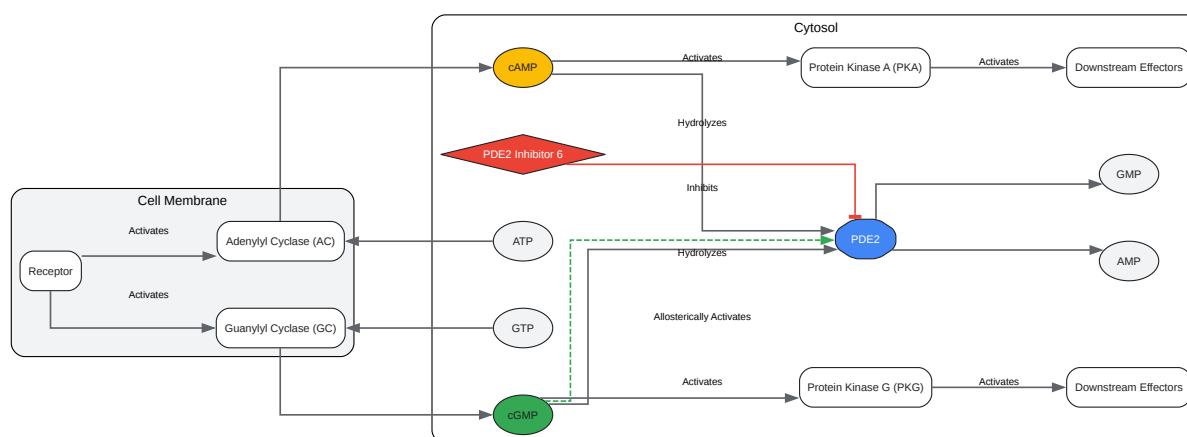 Cytosol
cAMP
Activates
Protein Kinase A (PKA)
Activates
Downstream Effectors
Hydrolyzes
PDE2 Inhibitor 6
Inhibits
GMP
Cell Membrane
Activates
Adenylyl Cyclase (AC)
ATP
PDE2
Hydrolyzes
AMP
Receptor
Activates
Guanylyl Cyclase (GC)
GTP
Allosterically Activates
cGMP
Activates
Protein Kinase G (PKG)
Activates
Downstream Effectors